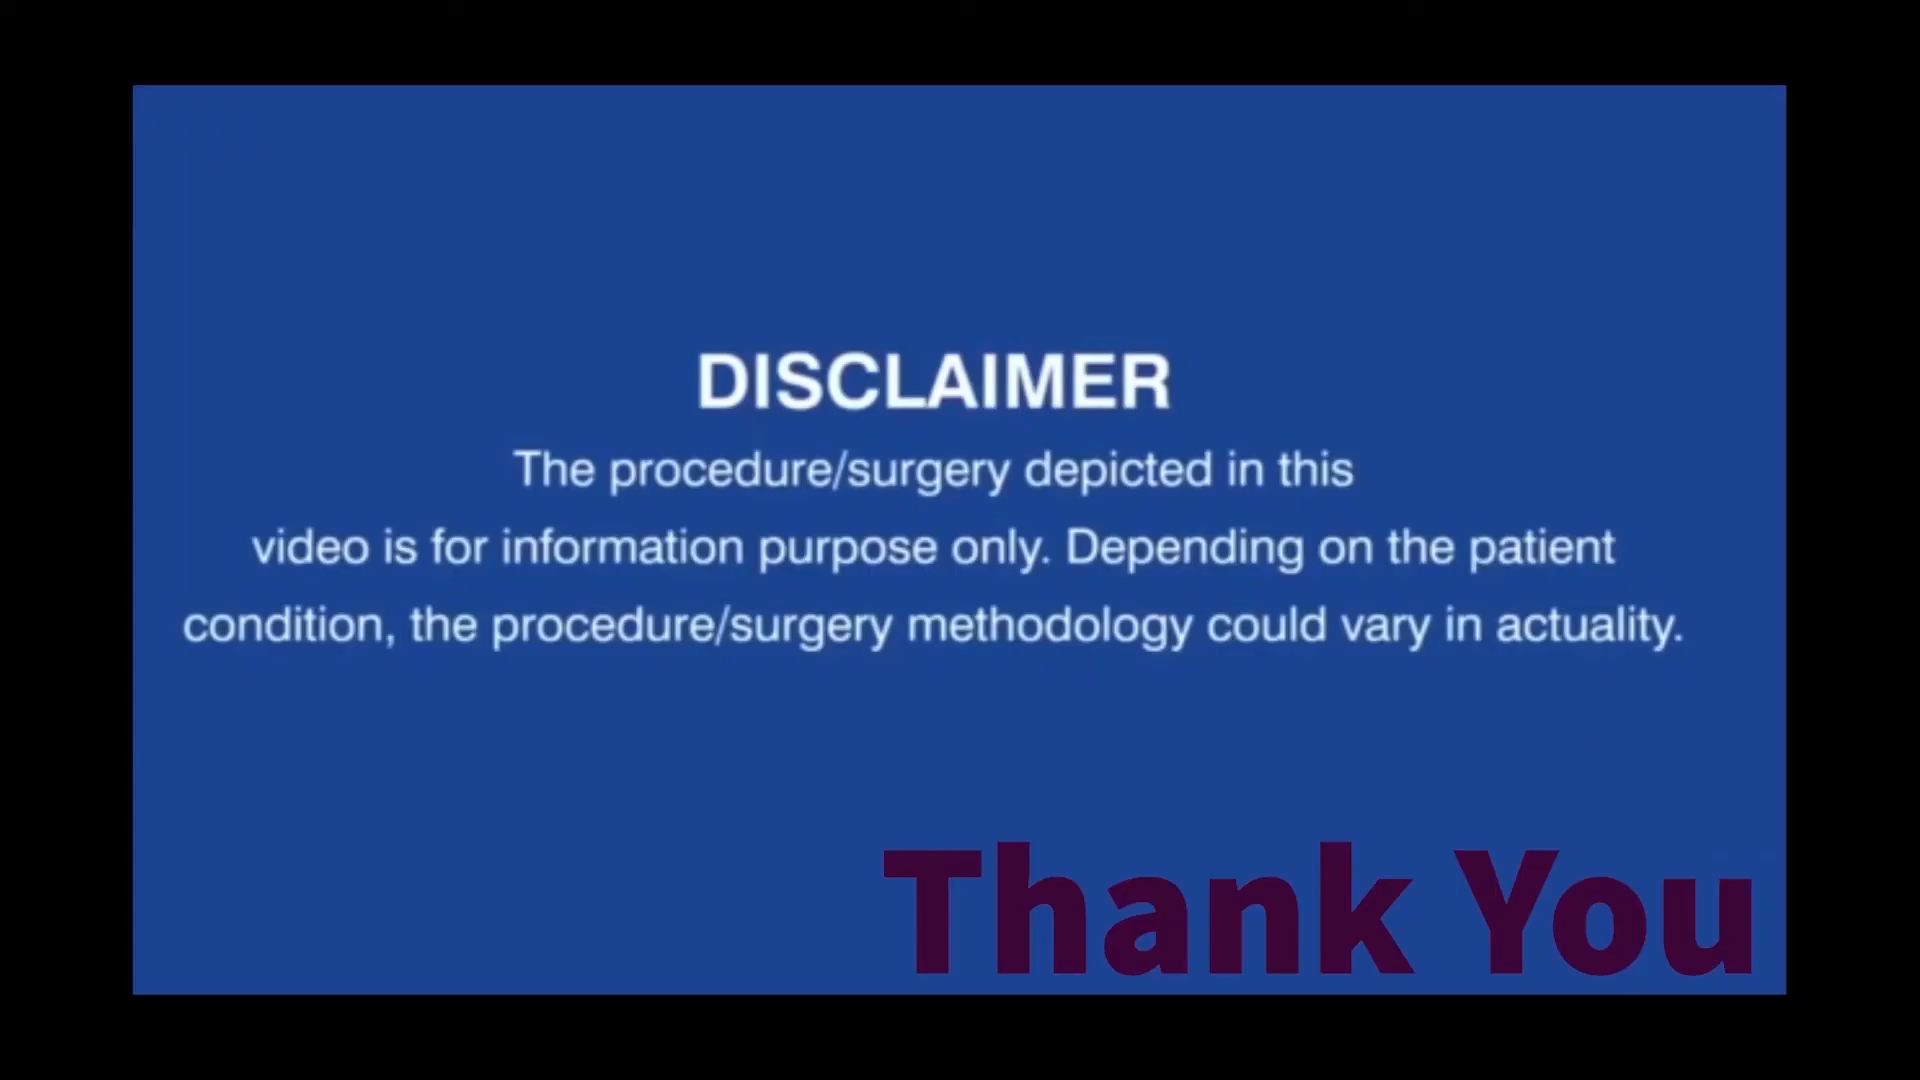 DISCLAIMER
The procedure/surgery depicted in this
video is for information purpose only. Depending on the patient
condition, the procedure/surgery methodology could vary in actuality.
Thank You